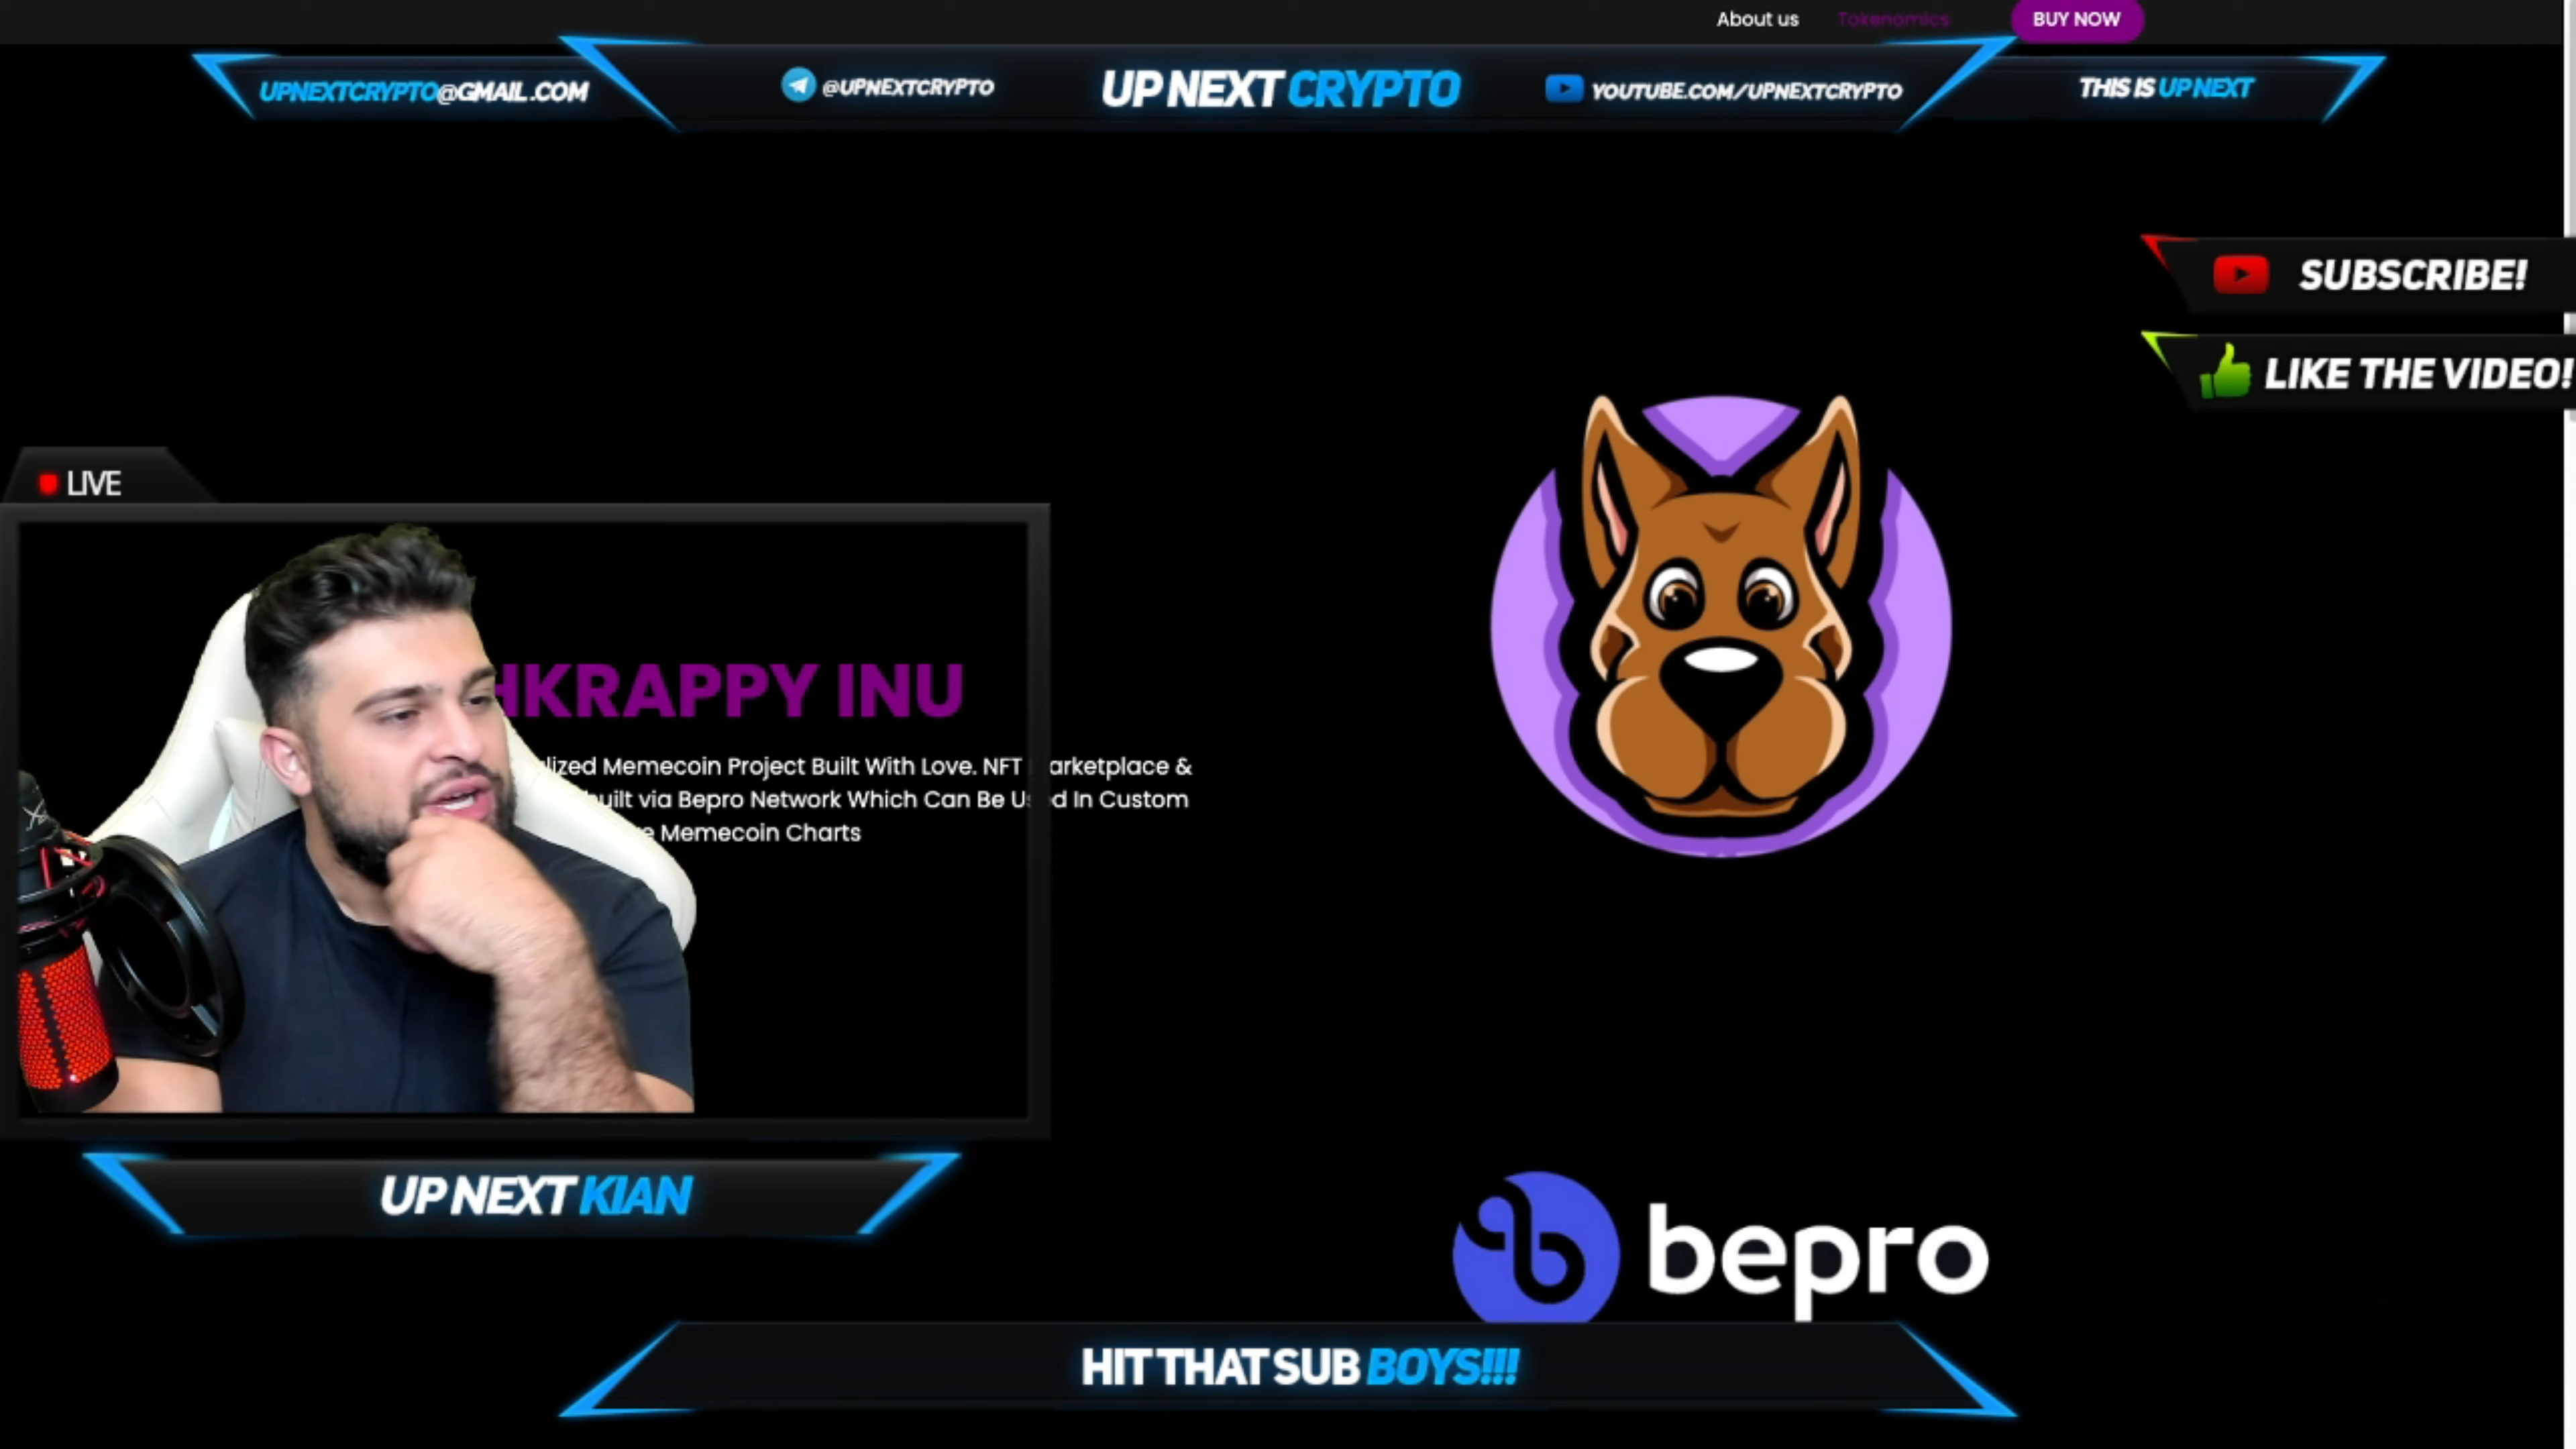 About us Tokenomics BUY NOW
UPNEXTCRYPTO@GMAIL.COM @UPNEXTCRYPTO UP NEXT CRYPTO YOUTUBE.COM/UPNEXTCRYPTO THIS IS UP NEXT
SUBSCRIBE!
LIKE THE VIDEO!
LIVE
HKRAPPY INU
lized Memecoin Project Built With Love. NFT arketplace &
built via Bepro Network Which Can Be Used In Custom
Memecoin Charts
UP NEXT KIAN
bepro
HIT THAT SUB BOYS!!!